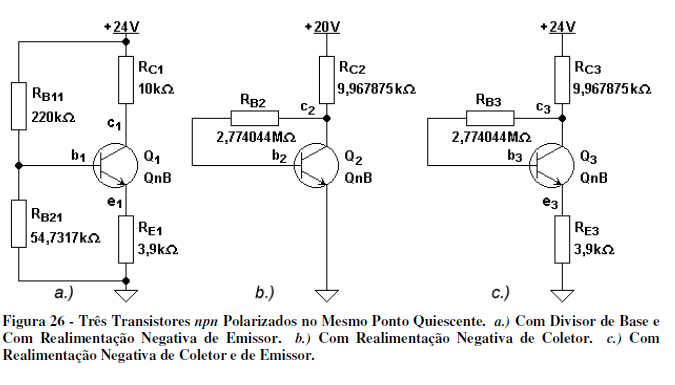 +24V
+20V
+24V
RC1
10kΩ
RC2
9,967875kΩ
RC3
9,967875kΩ
RB11
220kΩ
RB2
2,774044MΩ
RB3
2,774044MΩ
c1
c2
c3
b1
b2
b3
Q1
QnB
Q2
QnB
Q3
QnB
e1
e3
RB21
54,7317kΩ
RE1
3,9kΩ
RE3
3,9kΩ
a.)
b.)
c.)
Figura 26 - Três Transistores npn Polarizados no Mesmo Ponto Quiescente. a.) Com Divisor de Base e
Com Realimentação Negativa de Emissor. b.) Com Realimentação Negativa de Coletor. c.) Com
Realimentação Negativa de Coletor e de Emissor.